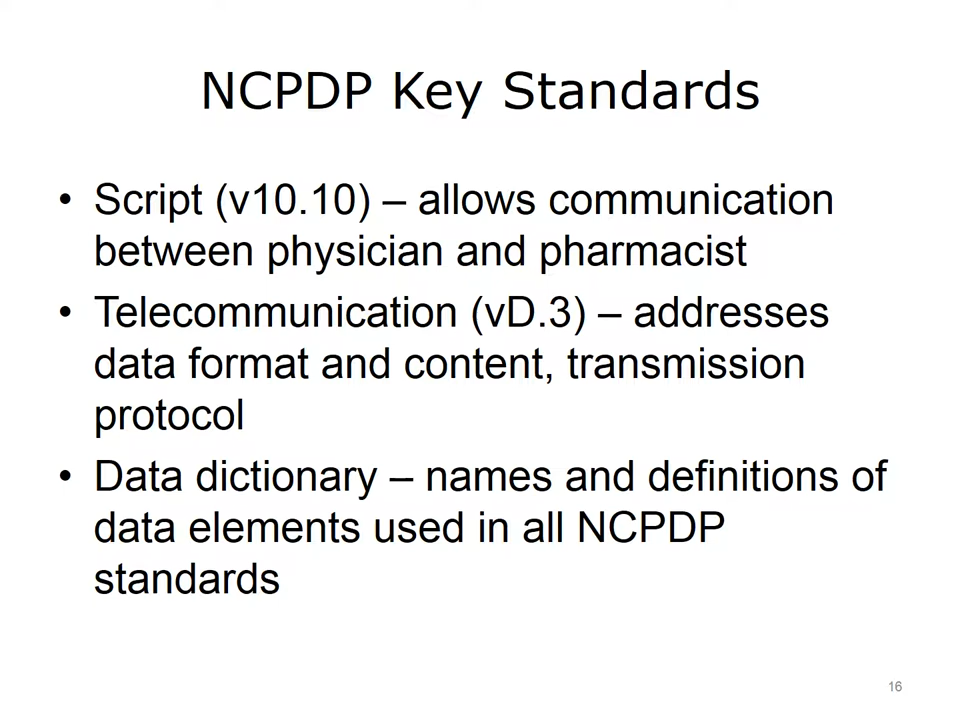 NCPDP Key Standards
• Script (v10.10) – allows communication
between physician and pharmacist
• Telecommunication (vD.3) – addresses
data format and content, transmission
protocol
• Data dictionary – names and definitions of
data elements used in all NCPDP
standards
16